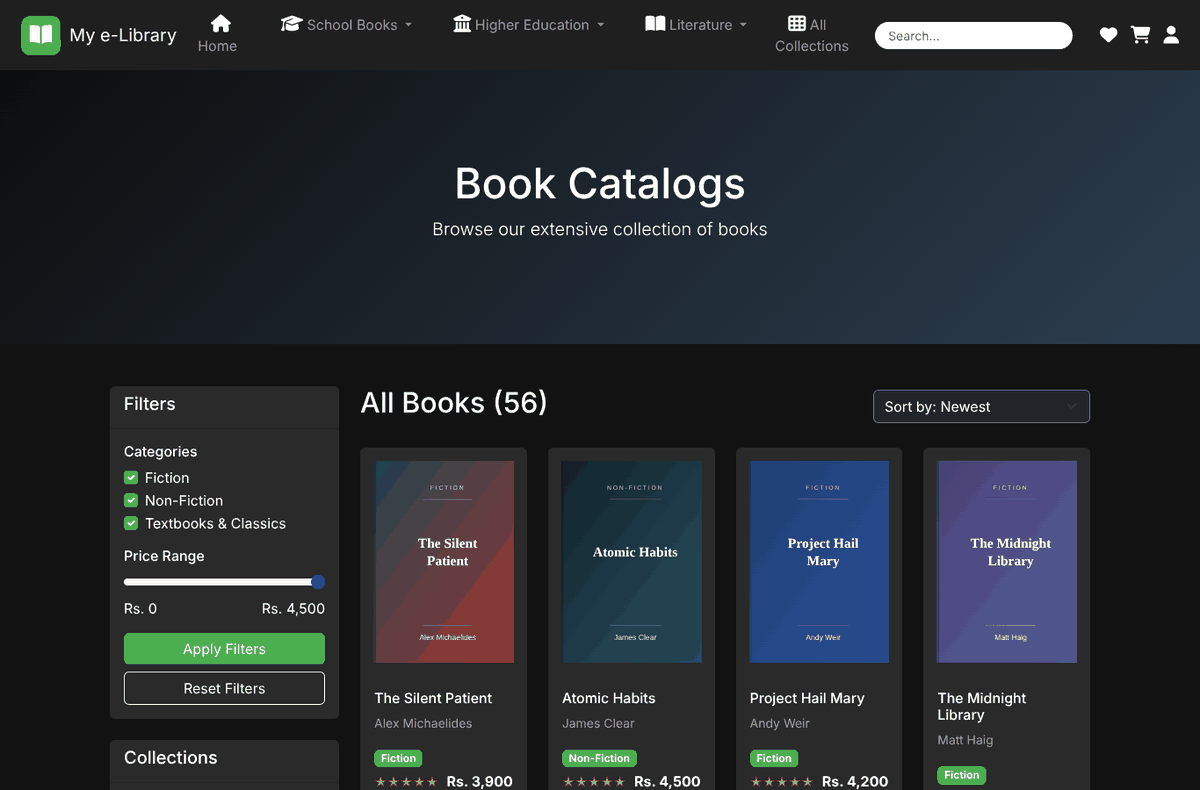 My e-Library
Home
School Books
Higher Education
Literature
All
Collections
Search...
Book Catalogs
Browse our extensive collection of books
Filters
Categories
Fiction
Non-Fiction
Textbooks & Classics
Price Range
Rs. 0
Rs. 4,500
Apply Filters
Reset Filters
Collections
All Books (56)
Sort by: Newest
FICTION
The Silent
Patient
Alex Michaelides
The Silent Patient
Alex Michaelides
Fiction
★★★★★ Rs. 3,900
NON-FICTION
Atomic Habits
James Clear
Atomic Habits
James Clear
Non-Fiction
★★★★★ Rs. 4,500
FICTION
Project Hail
Mary
Andy Weir
Project Hail Mary
Andy Weir
Fiction
★★★★★ Rs. 4,200
FICTION
The Midnight
Library
Matt Haig
The Midnight
Library
Matt Haig
Fiction